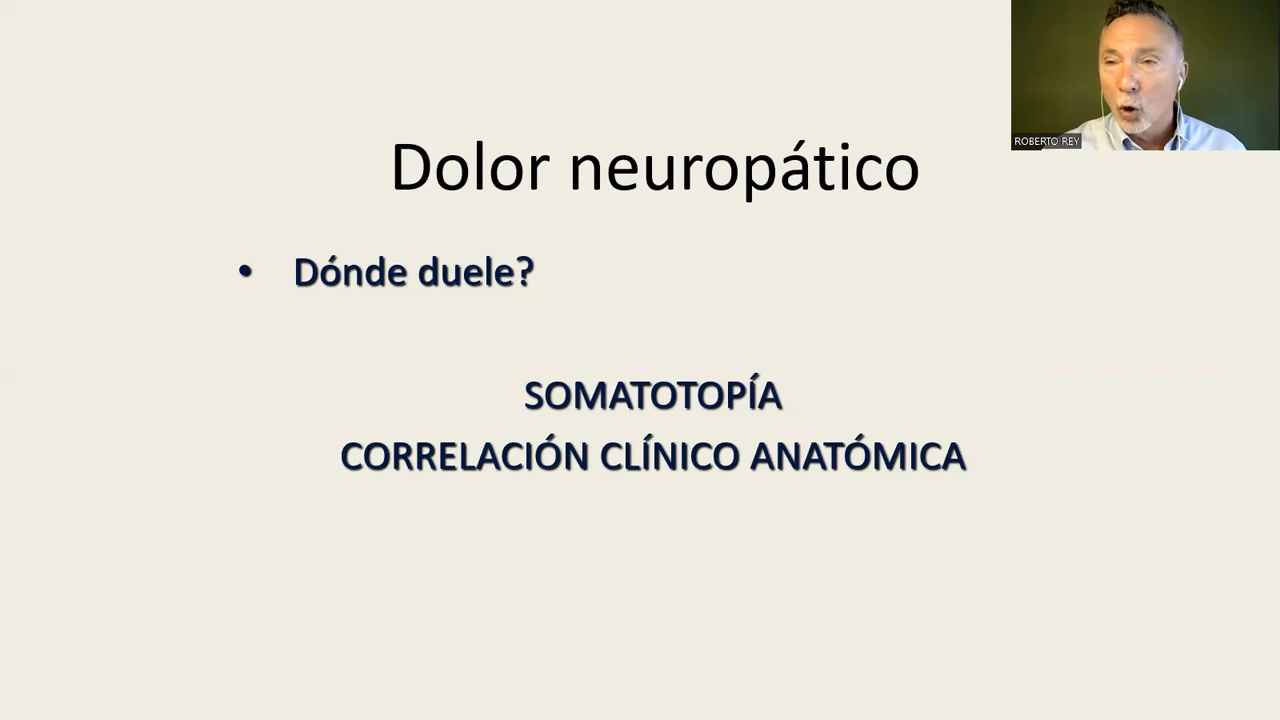 Dolor neuropático
• Dónde duele?
SOMATOTOPÍA
CORRELACIÓN CLÍNICO ANATÓMICA
ROBERTO REY